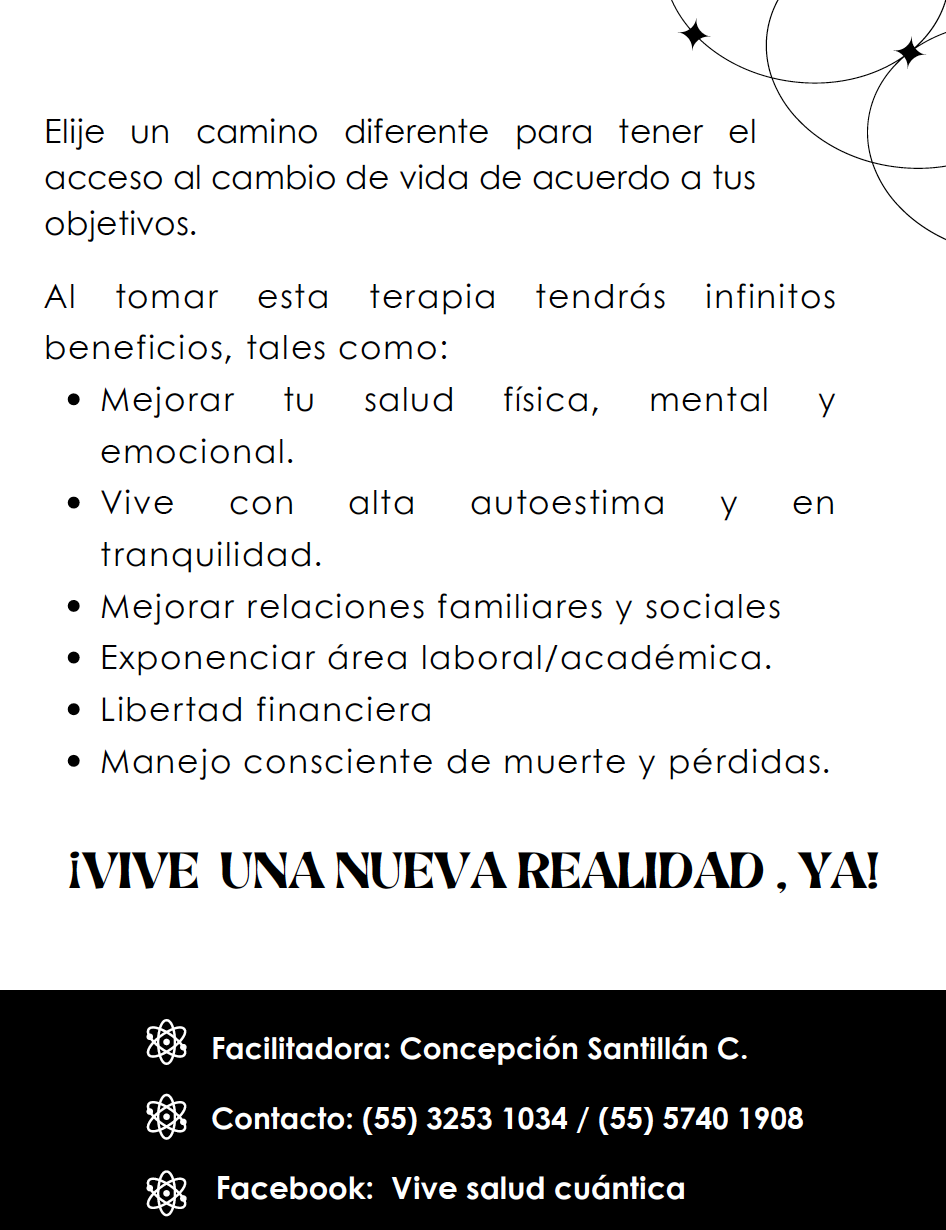 Elije un camino diferente para tener el
acceso al cambio de vida de acuerdo a tus
objetivos.
Al tomar esta terapia tendrás infinitos
beneficios, tales como:
• Mejorar tu salud física, mental y
emocional.
• Vive con alta autoestima y en
tranquilidad.
• Mejorar relaciones familiares y sociales
• Exponenciar área laboral/académica.
• Libertad financiera
• Manejo consciente de muerte y pérdidas.
¡VIVE UNA NUEVA REALIDAD , YA!
Facilitadora: Concepción Santillán C.
Contacto: (55) 3253 1034 / (55) 5740 1908
Facebook: Vive salud cuántica